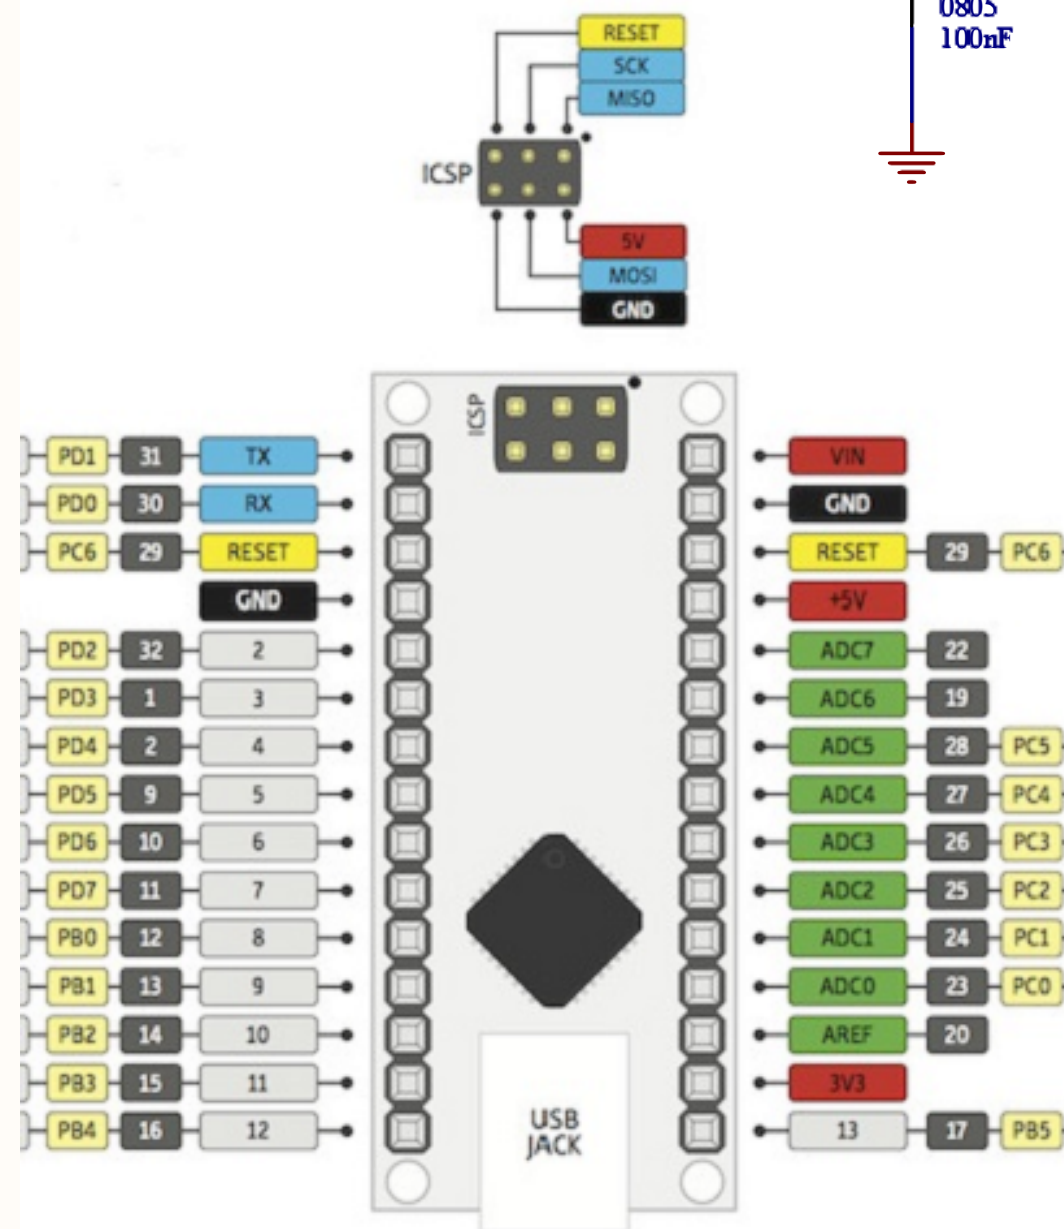 0805
100nF
RESET
SCK
MISO
ICSP
5V
MOSI
GND
ICSP
PD1 31 TX VIN
PD0 30 RX GND
PC6 29 RESET RESET 29 PC6
GND +5V
PD2 32 2 ADC7 22
PD3 1 3 ADC6 19
PD4 2 4 ADC5 28 PC5
PD5 9 5 ADC4 27 PC4
PD6 10 6 ADC3 26 PC3
PD7 11 7 ADC2 25 PC2
PB0 12 8 ADC1 24 PC1
PB1 13 9 ADC0 23 PC0
PB2 14 10 AREF 20
PB3 15 11 3V3
PB4 16 12 13 17 PB5
USB
JACK